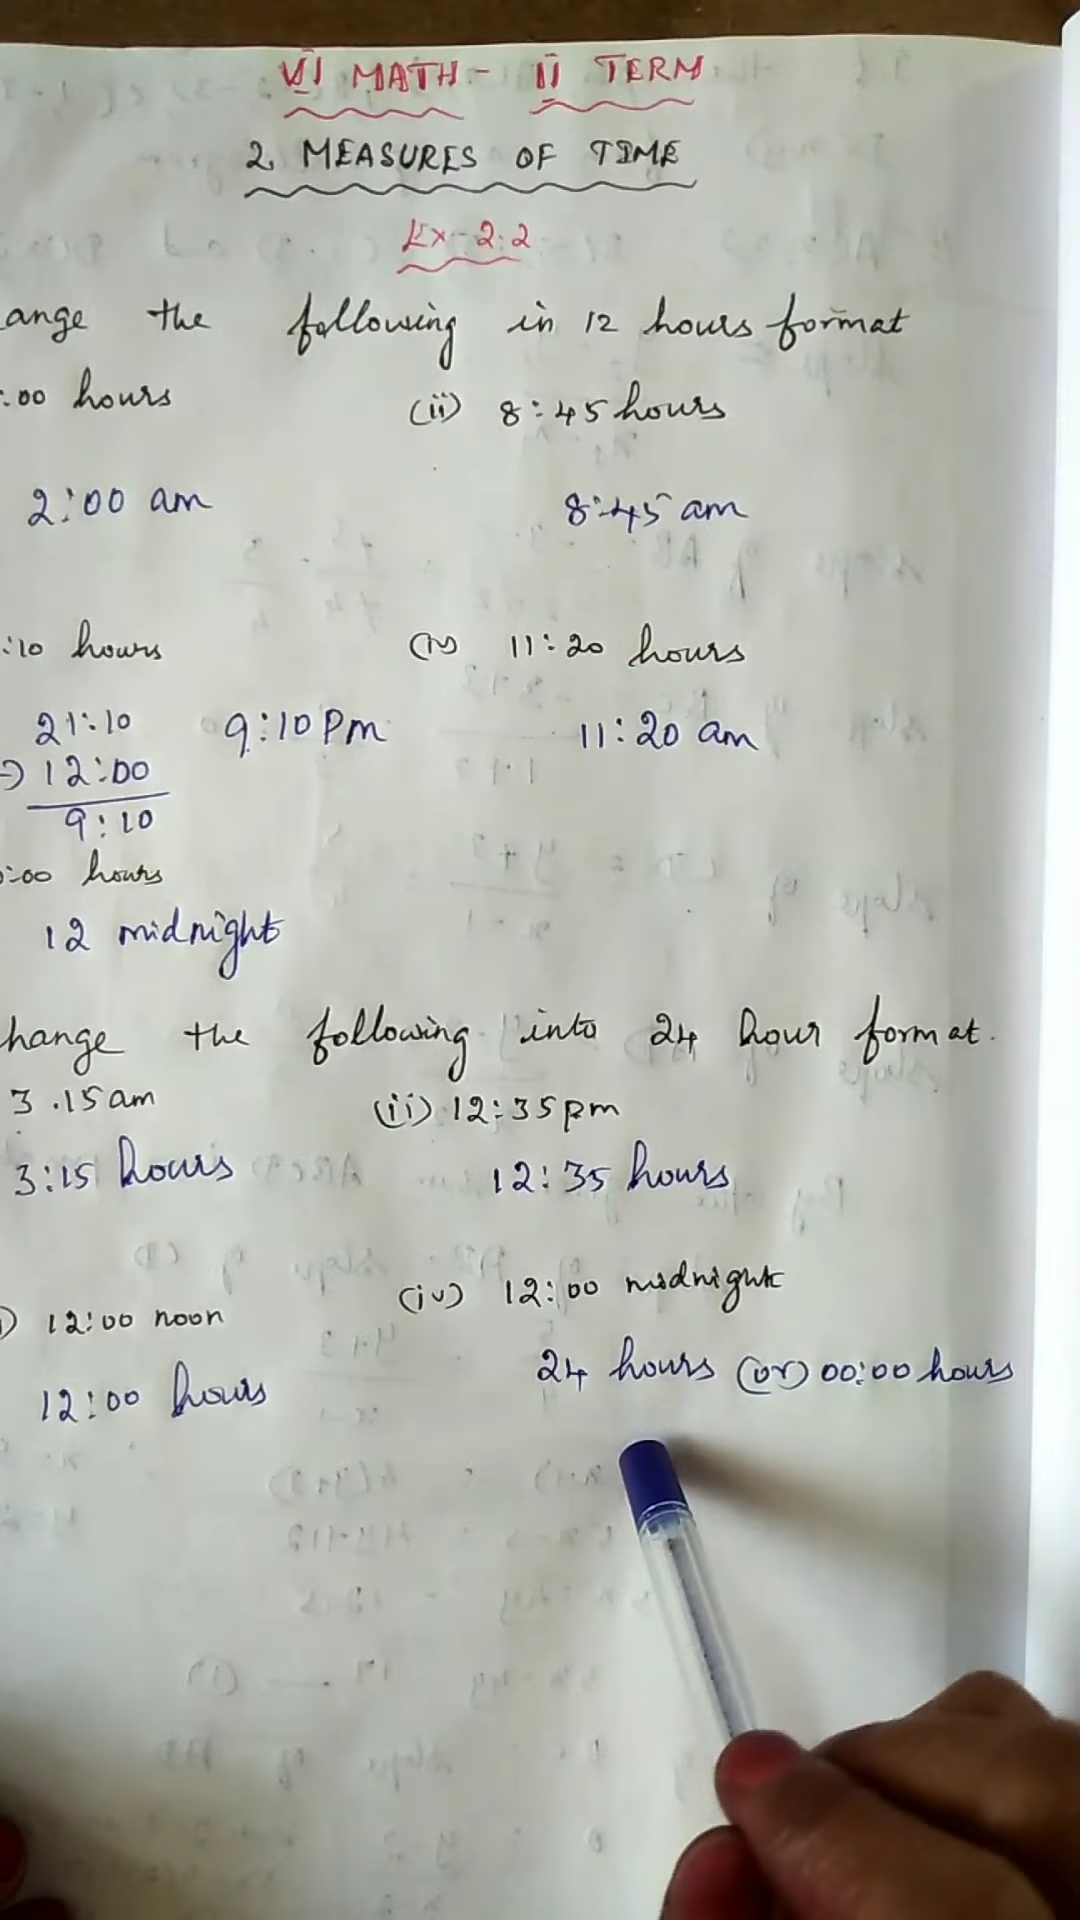 VI MATH - II TERM
2. MEASURES OF TIME
Ex-2.2
ange the following in 12 hours format
:00 hours (ii) 8:45 hours
2:00 am 8:45 am
:10 hours (iv) 11:20 hours
21:10 9:10 Pm 11:20 am
-) 12:00
9:10
:00 hours
12 midnight
hange the following into 24 hour format.
3.15 am (ii) 12:35 pm
3:15 hours 12:35 hours
) 12:00 noon (iv) 12:00 midnight
12:00 hours 24 hours (or) 00:00 hours